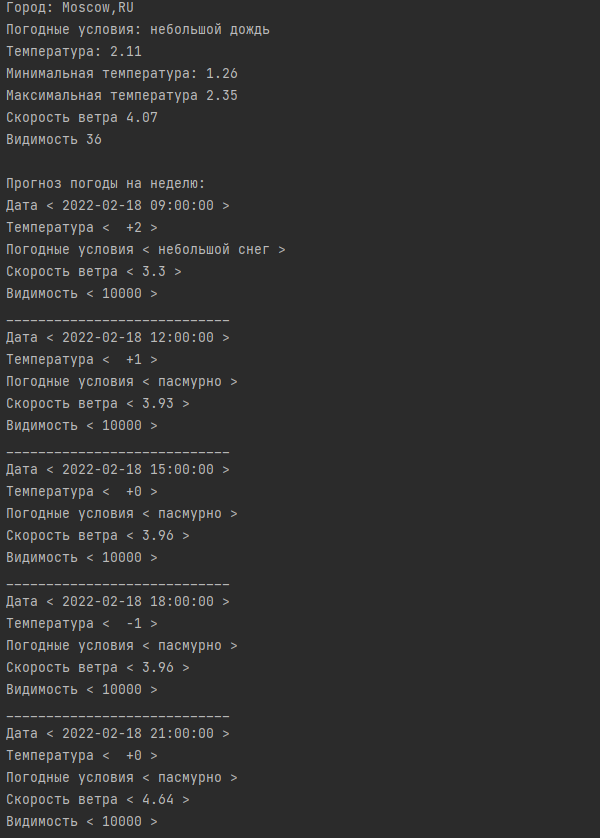 Город: Moscow,RU
Погодные условия: небольшой дождь
Температура: 2.11
Минимальная температура: 1.26
Максимальная температура 2.35
Скорость ветра 4.07
Видимость 36
Прогноз погоды на неделю:
Дата < 2022-02-18 09:00:00 >
Температура <  +2 >
Погодные условия < небольшой снег >
Скорость ветра < 3.3 >
Видимость < 10000 >
____________________________
Дата < 2022-02-18 12:00:00 >
Температура <  +1 >
Погодные условия < пасмурно >
Скорость ветра < 3.93 >
Видимость < 10000 >
____________________________
Дата < 2022-02-18 15:00:00 >
Температура <  +0 >
Погодные условия < пасмурно >
Скорость ветра < 3.96 >
Видимость < 10000 >
____________________________
Дата < 2022-02-18 18:00:00 >
Температура <  -1 >
Погодные условия < пасмурно >
Скорость ветра < 3.96 >
Видимость < 10000 >
____________________________
Дата < 2022-02-18 21:00:00 >
Температура <  +0 >
Погодные условия < пасмурно >
Скорость ветра < 4.64 >
Видимость < 10000 >